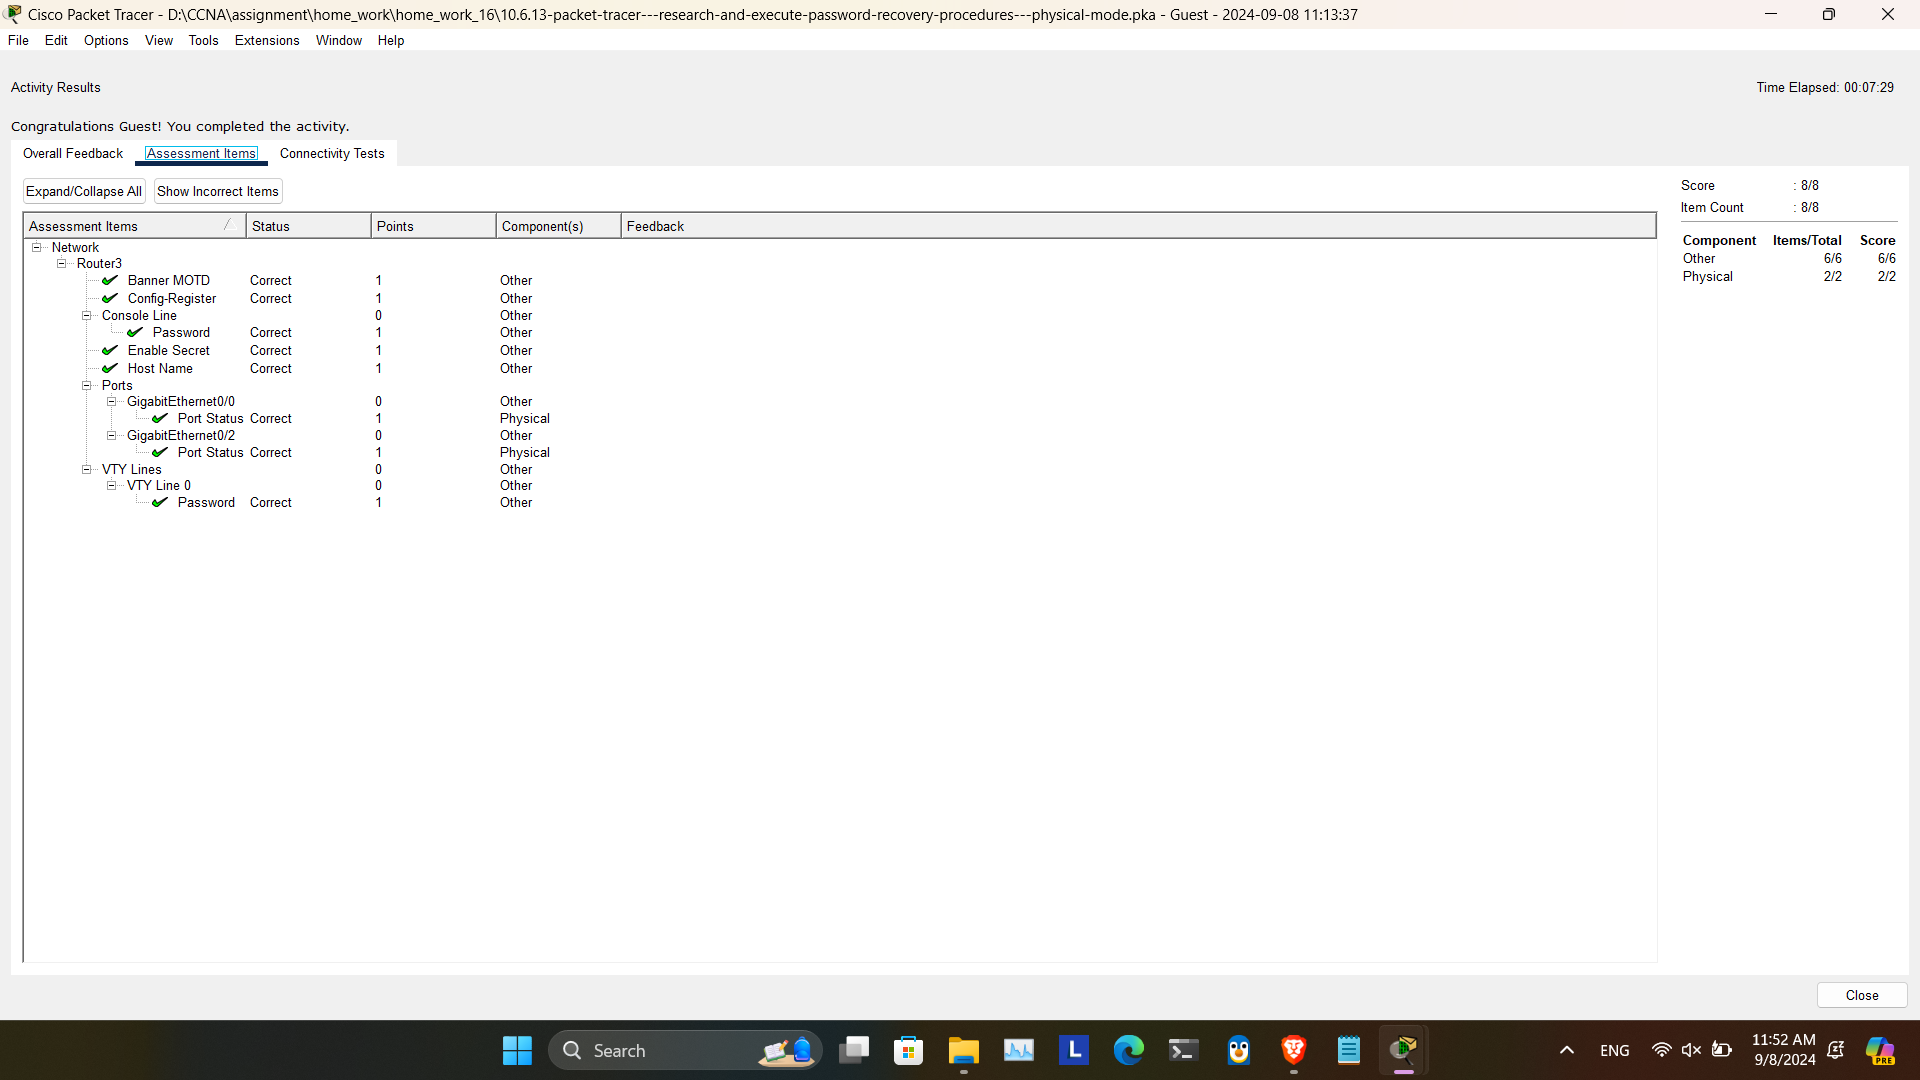 Cisco Packet Tracer - D:\CCNA\assignment\home_work\home_work_16\10.6.13-packet-tracer---research-and-execute-password-recovery-procedures---physical-mode.pka - Guest - 2024-09-08 11:13:37
File Edit Options View Tools Extensions Window Help
Activity Results
Time Elapsed: 00:07:29
Congratulations Guest! You completed the activity.
Overall Feedback Assessment Items Connectivity Tests
Expand/Collapse All Show Incorrect Items
Assessment Items Status Points Component(s) Feedback
Network
Router3
Banner MOTD Correct 1 Other
Config-Register Correct 1 Other
Console Line 0 Other
Password Correct 1 Other
Enable Secret Correct 1 Other
Host Name Correct 1 Other
Ports
GigabitEthernet0/0 0 Other
Port Status Correct 1 Physical
GigabitEthernet0/2 0 Other
Port Status Correct 1 Physical
VTY Lines 0 Other
VTY Line 0 0 Other
Password Correct 1 Other
Score : 8/8
Item Count : 8/8
Component Items/Total Score
Other 6/6 6/6
Physical 2/2 2/2
Close
Search
L
ENG
11:52 AM
9/8/2024
PRE